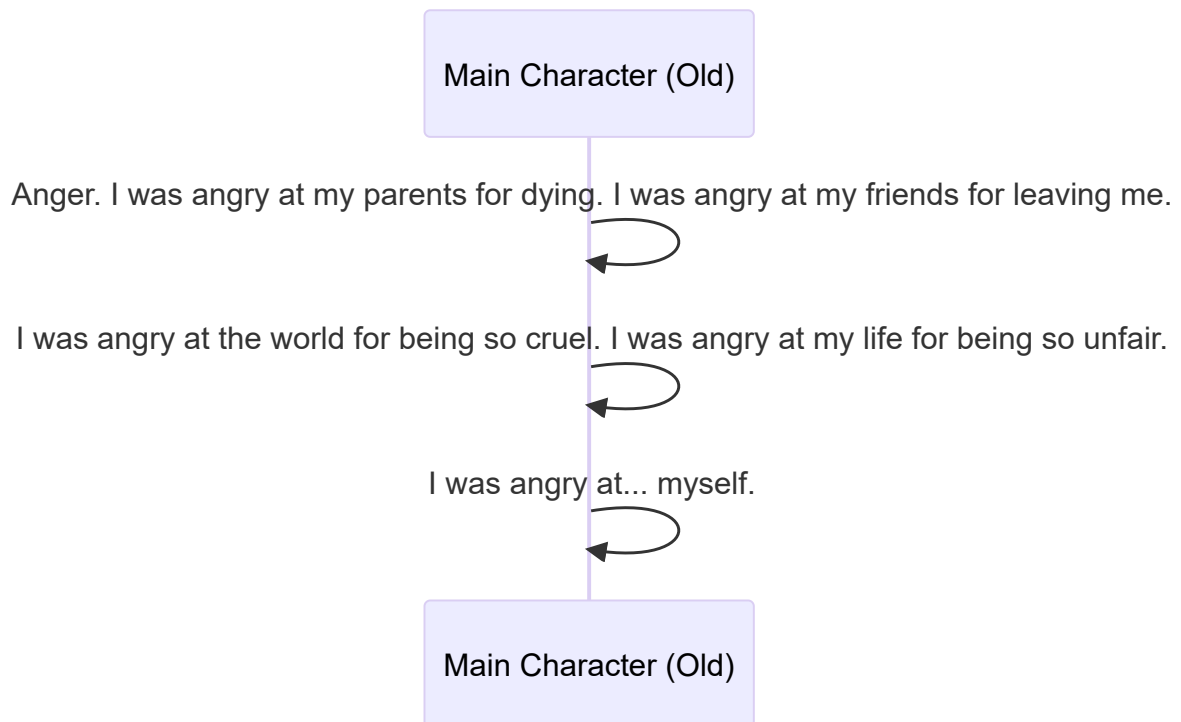 Main Character (Old)
Anger. I was angry at my parents for dying. I was angry at my friends for leaving me.
I was angry at the world for being so cruel. I was angry at my life for being so unfair.
I was angry at... myself.
Main Character (Old)